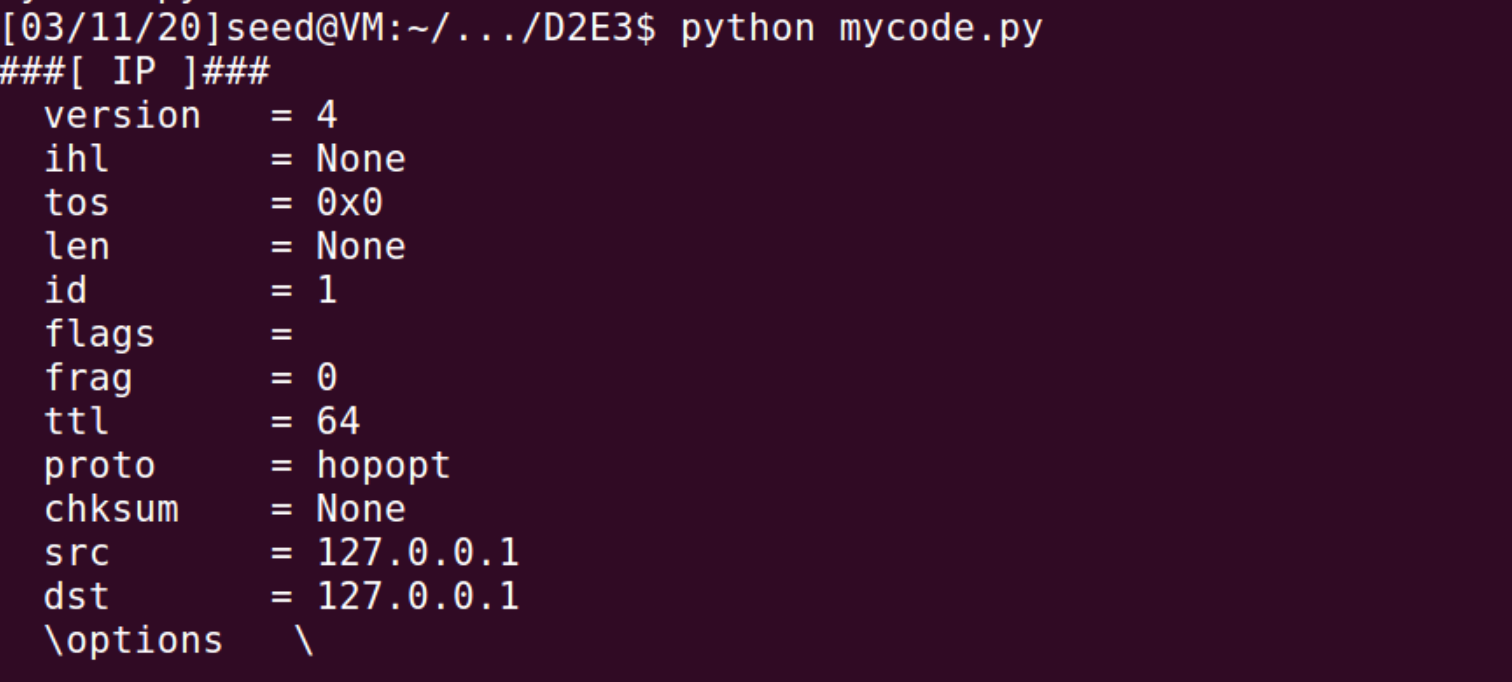 [03/11/20]seed@VM:~/.../D2E3$ python mycode.py
###[ IP ]###
  version   = 4
  ihl       = None
  tos       = 0x0
  len       = None
  id        = 1
  flags     =
  frag      = 0
  ttl       = 64
  proto     = hopopt
  chksum    = None
  src       = 127.0.0.1
  dst       = 127.0.0.1
  \options   \